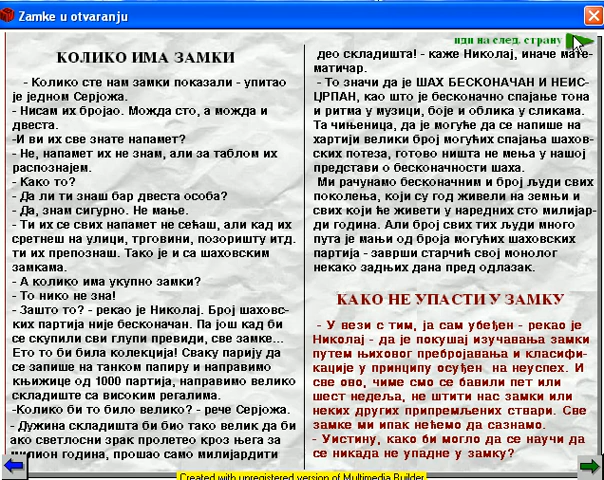 Zamke u otvaranju
КОЛИКО ИМА ЗАМКИ
- Колико сте нам замки показали - упитао
је једном Серјожа.
- Нисам их бројао. Можда сто, а можда и
двеста.
-И ви их све знате напамет?
- Не, напамет их не знам, али за таблом их
распознајем.
- Како то?
- Да ли ти знаш бар двеста особа?
- Да, знам сигурно. Не мање.
- Ти их се свих напамет не сећаш, али кад их
сретнеш на улици, трговини, позоришту итд.
ти их препознаш. Тако је и са шаховским
замкама.
- А колико има укупно замки?
- То нико не зна!
- Зашто то? - рекао је Николај. Број шаховс-
ких партија није бесконачан. Па још кад би
се скупили сви глупи превиди, све замке...
Ето то би била колекција! Сваку парију да
се запише на танком папиру и направимо
књижице од 1000 партија, направимо велико
складиште са високим регалима.
-Колико би то било велико? - рече Серјожа.
- Дужина складишта би био тако велик да би
ако светлосни зрак пролетео кроз њега за
милион година, прошао само милијардити
иди на след. страну
део складишта! - каже Николај, иначе мате-
матичар.
- То значи да је ШАХ БЕСКОНАЧАН И НЕИС-
ЦРПАН, као што је бесконачно спајање тона
и ритма у музици, боје и облика у сликама.
Та чињеница, да је могуће да се напише на
хартији велики број могућих спајања шаховс-
ских потеза, готово ништа не мења у нашој
представи о бесконачности шаха.
Ми рачунамо бесконачним и број људи свих
поколења, који су год живели на земњи и
свих који ће живети у наредних сто милијар-
ди година. Али број свих тих људи много
пута је мањи од броја могућих шаховских
партија - заврши старчић свој монолог
некако задњих дана пред одлазак.
КАКО НЕ УПАСТИ У ЗАМКУ
- У вези с тим, ја сам убеђен - рекао је
Николај - да је покушај изучавања замки
путем њиховог пребројавања и класифи-
кације у принципу осуђен на неуспех. И
све ово, чиме смо се бавили пет или
шест недеља, не штити нас замки или
неких других припремљених ствари. Све
замке ми ипак нећемо да сазнамо.
- Уистину, како би могло да се научи да
се никада не упадне у замку?
Created with unregistered version of Multimedia Builder